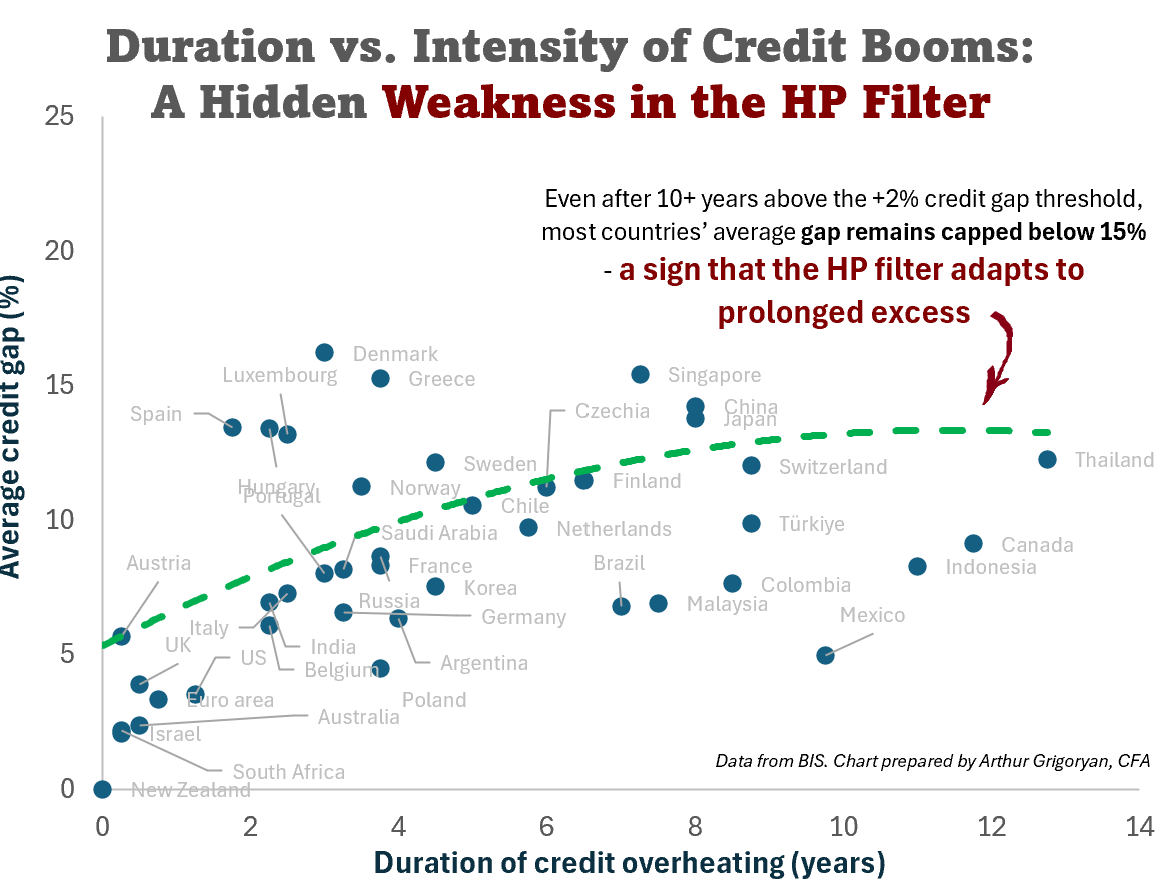 Duration vs. Intensity of Credit Booms:
A Hidden Weakness in the HP Filter
Even after 10+ years above the +2% credit gap threshold,
most countries’ average gap remains capped below 15%
- a sign that the HP filter adapts to
prolonged excess
Average credit gap (%)
25
20
15
10
5
0
Denmark
Luxembourg
Greece
Singapore
Spain
Czechia
China
Japan
Sweden
Switzerland
Thailand
Hungary
Portugal
Norway
Finland
Chile
Saudi Arabia
Netherlands
Türkiye
Austria
France
Brazil
Canada
Indonesia
Korea
Colombia
Russia
Malaysia
Germany
Mexico
Italy
UK
India
US
Belgium
Argentina
Euro area
Poland
Australia
Israel
South Africa
New Zealand
Data from BIS. Chart prepared by Arthur Grigoryan, CFA
0 2 4 6 8 10 12 14
Duration of credit overheating (years)